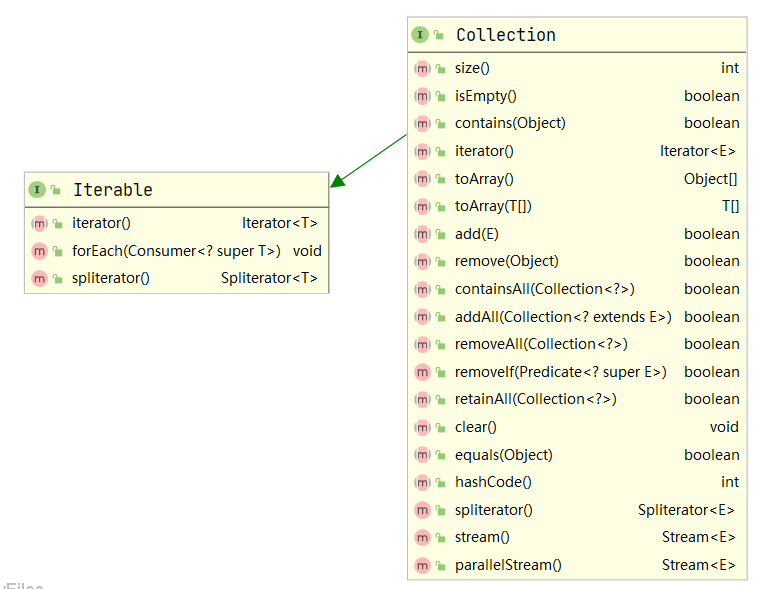 Collection
size() int
isEmpty() boolean
contains(Object) boolean
iterator() Iterator<E>
toArray() Object[]
toArray(T[]) T[]
add(E) boolean
remove(Object) boolean
containsAll(Collection<?>) boolean
addAll(Collection<? extends E>) boolean
removeAll(Collection<?>) boolean
removeIf(Predicate<? super E>) boolean
retainAll(Collection<?>) boolean
clear() void
equals(Object) boolean
hashCode() int
spliterator() Spliterator<E>
stream() Stream<E>
parallelStream() Stream<E>
Iterable
iterator() Iterator<T>
forEach(Consumer<? super T>) void
spliterator() Spliterator<T>